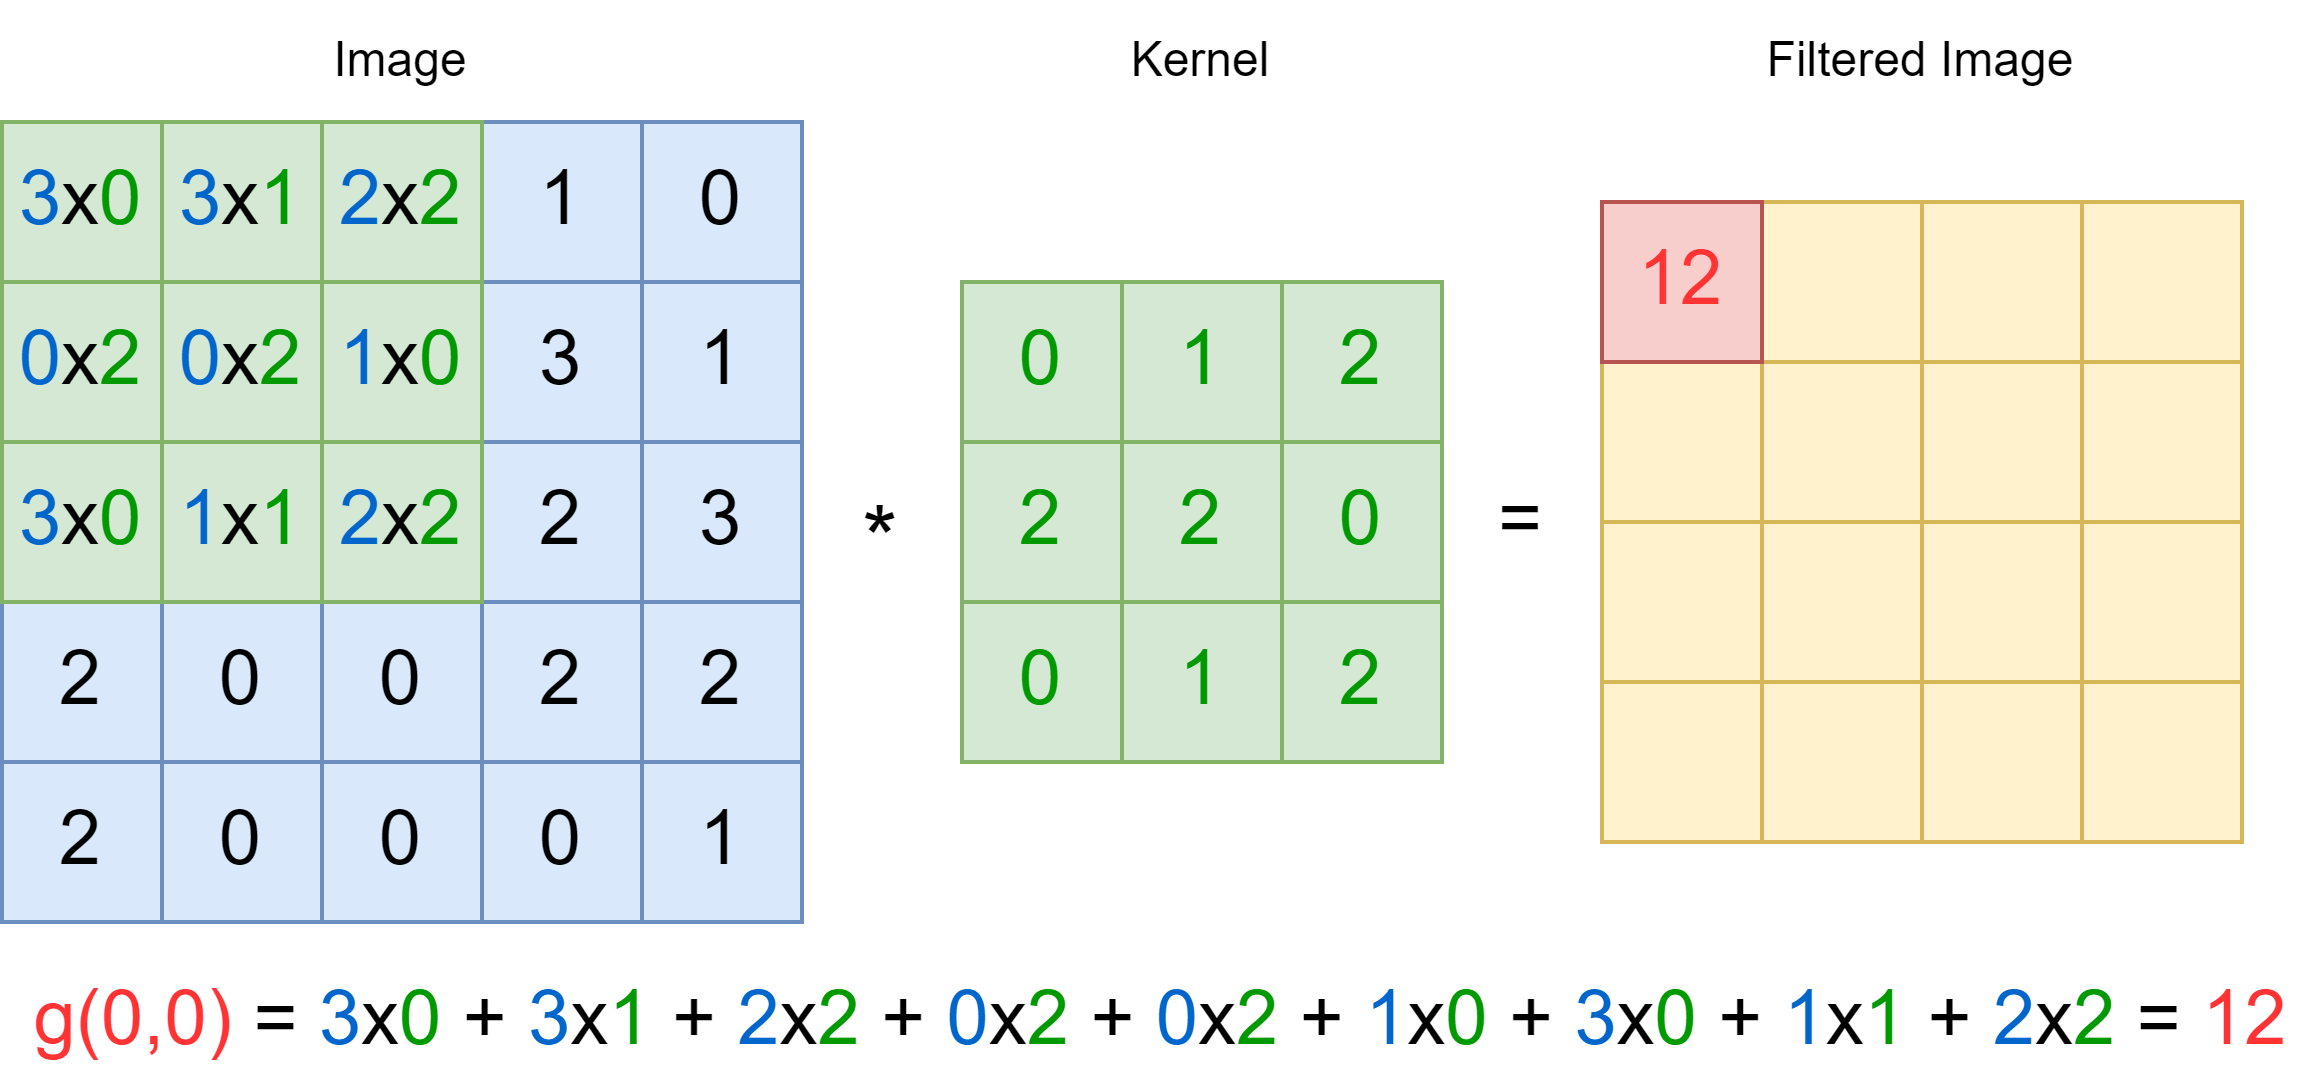 Image Kernel Filtered Image
3x0 3x1 2x2 1 0
12
0x2 0x2 1x0 3 1
0 1 2
3x0 1x1 2x2 2 3
*
2 2 0
=
2 0 0 2 2
0 1 2
2 0 0 0 1
g(0,0) = 3x0 + 3x1 + 2x2 + 0x2 + 0x2 + 1x0 + 3x0 + 1x1 + 2x2 = 12